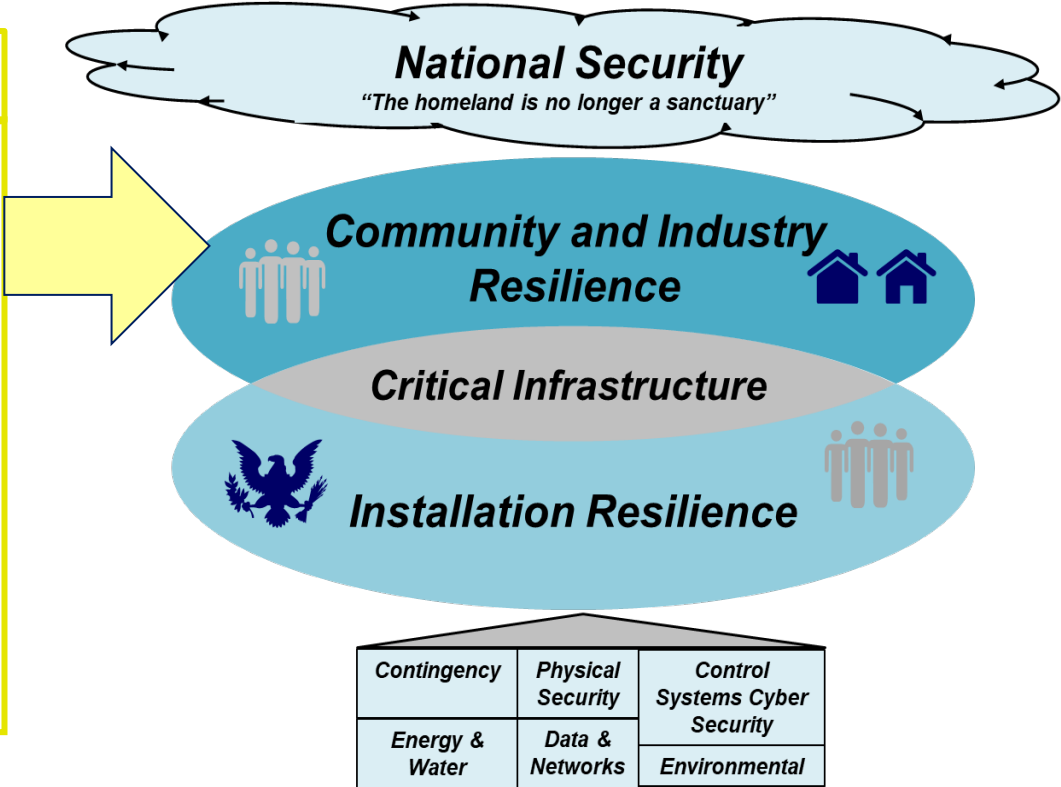 National Security
“The homeland is no longer a sanctuary”
Community and Industry
Resilience
Critical Infrastructure
Installation Resilience
Contingency
Physical
Security
Control
Systems Cyber
Security
Energy &
Water
Data &
Networks
Environmental